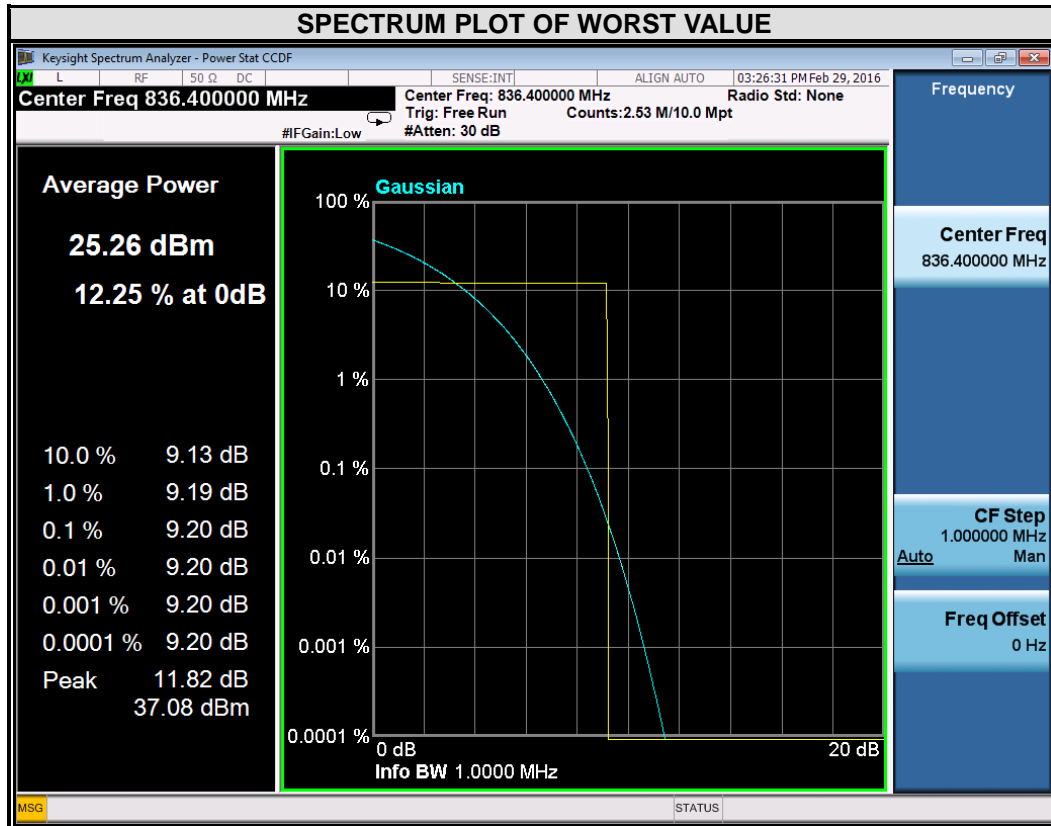 SPECTRUM PLOT OF WORST VALUE
Keysight Spectrum Analyzer - Power Stat CCDF
LXI L RF 50 Ω DC SENSE:INT ALIGN AUTO 03:26:31 PM Feb 29, 2016
Center Freq 836.400000 MHz
#IFGain:Low
Center Freq: 836.400000 MHz Radio Std: None
Trig: Free Run Counts:2.53 M/10.0 Mpt
#Atten: 30 dB
Average Power
25.26 dBm
12.25 % at 0dB
10.0 % 9.13 dB
1.0 % 9.19 dB
0.1 % 9.20 dB
0.01 % 9.20 dB
0.001 % 9.20 dB
0.0001 % 9.20 dB
Peak 11.82 dB
37.08 dBm
Gaussian
100 %
10 %
1 %
0.1 %
0.01 %
0.001 %
0.0001 %
0 dB 20 dB
Info BW 1.0000 MHz
Frequency
Center Freq
836.400000 MHz
CF Step
1.000000 MHz
Auto Man
Freq Offset
0 Hz
MSG STATUS